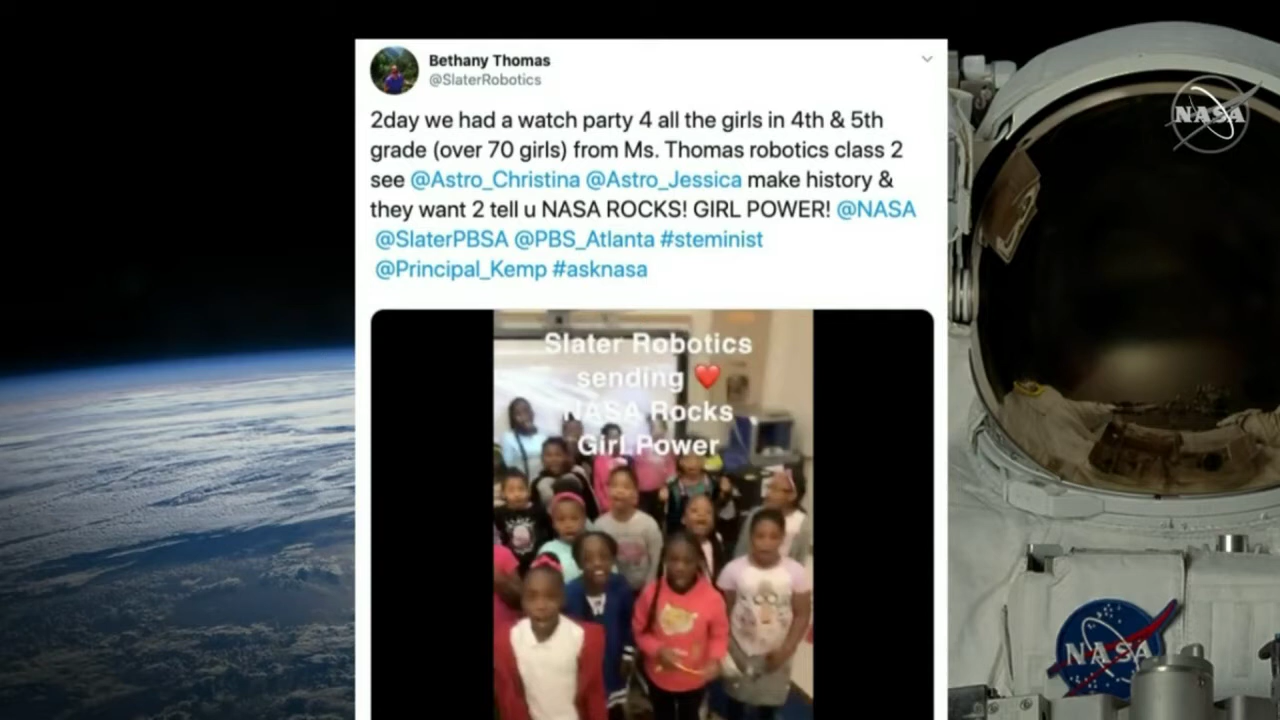 Bethany Thomas
@SlaterRobotics
2day we had a watch party 4 all the girls in 4th & 5th
grade (over 70 girls) from Ms. Thomas robotics class 2
see @Astro_Christina @Astro_Jessica make history &
they want 2 tell u NASA ROCKS! GIRL POWER! @NASA
@SlaterPBSA @PBS_Atlanta #steminist
@Principal_Kemp #asknasa
Slater Robotics
sending ❤️
NASA Rocks
Girl Power
NASA
NASA